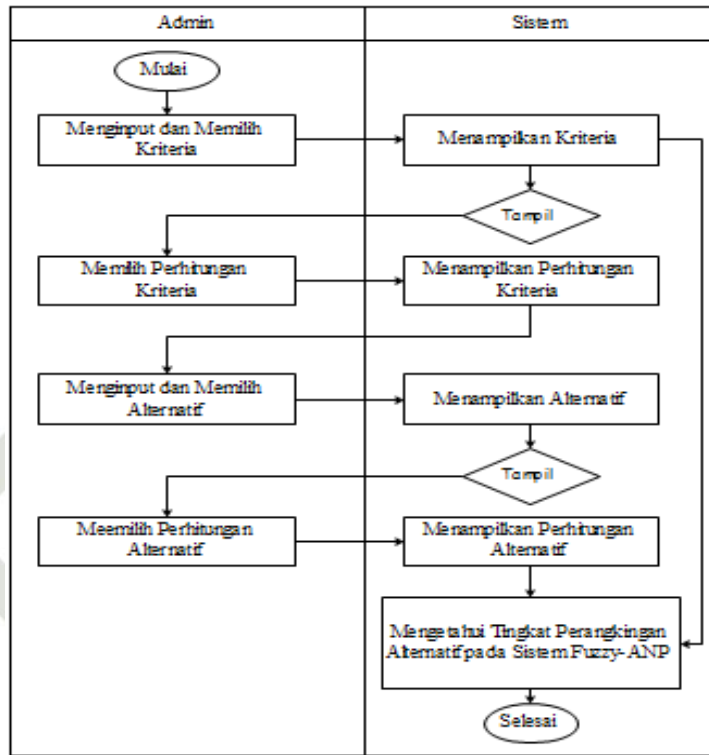 Admin
Sistem
Mulai
Menginput dan Memilih
Kriteria
Menampilkan Kriteria
Tampil
Memilih Perhitungan
Kriteria
Menampilkan Perhitungan
Kriteria
Menginput dan Memilih
Alternatif
Menampilkan Alternatif
Tampil
Meemilih Perhitungan
Alternatif
Menampilkan Perhitungan
Alternatif
Mengetahui Tingkat Perangkingan
Alternatif pada Sistem Fuzzy-ANP
Selesai